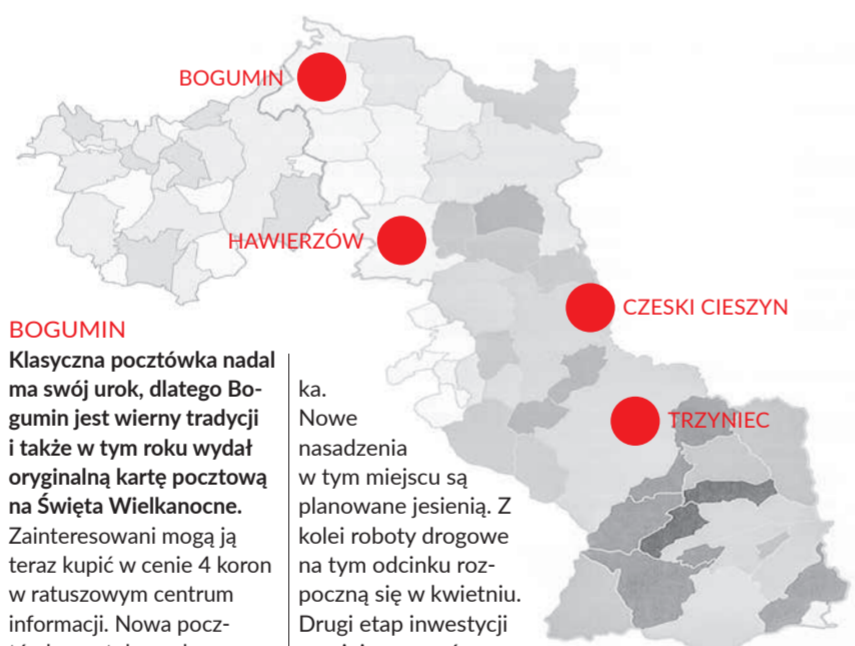 BOGUMIN
HAWIERZÓW
CZESKI CIESZYN
TRZYNIEC
BOGUMIN
Klasyczna pocztówka nadal
ma swój urok, dlatego Bo-
gumin jest wierny tradycji
i także w tym roku wydał
oryginalną kartę pocztową
na Święta Wielkanocne.
Zainteresowani mogą ją
teraz kupić w cenie 4 koron
w ratuszowym centrum
informacji. Nowa pocz-
ka.
Nowe
nasadzenia
w tym miejscu są
planowane jesienią. Z
kolei roboty drogowe
na tym odcinku roz-
poczną się w kwietniu.
Drugi etap inwestycji